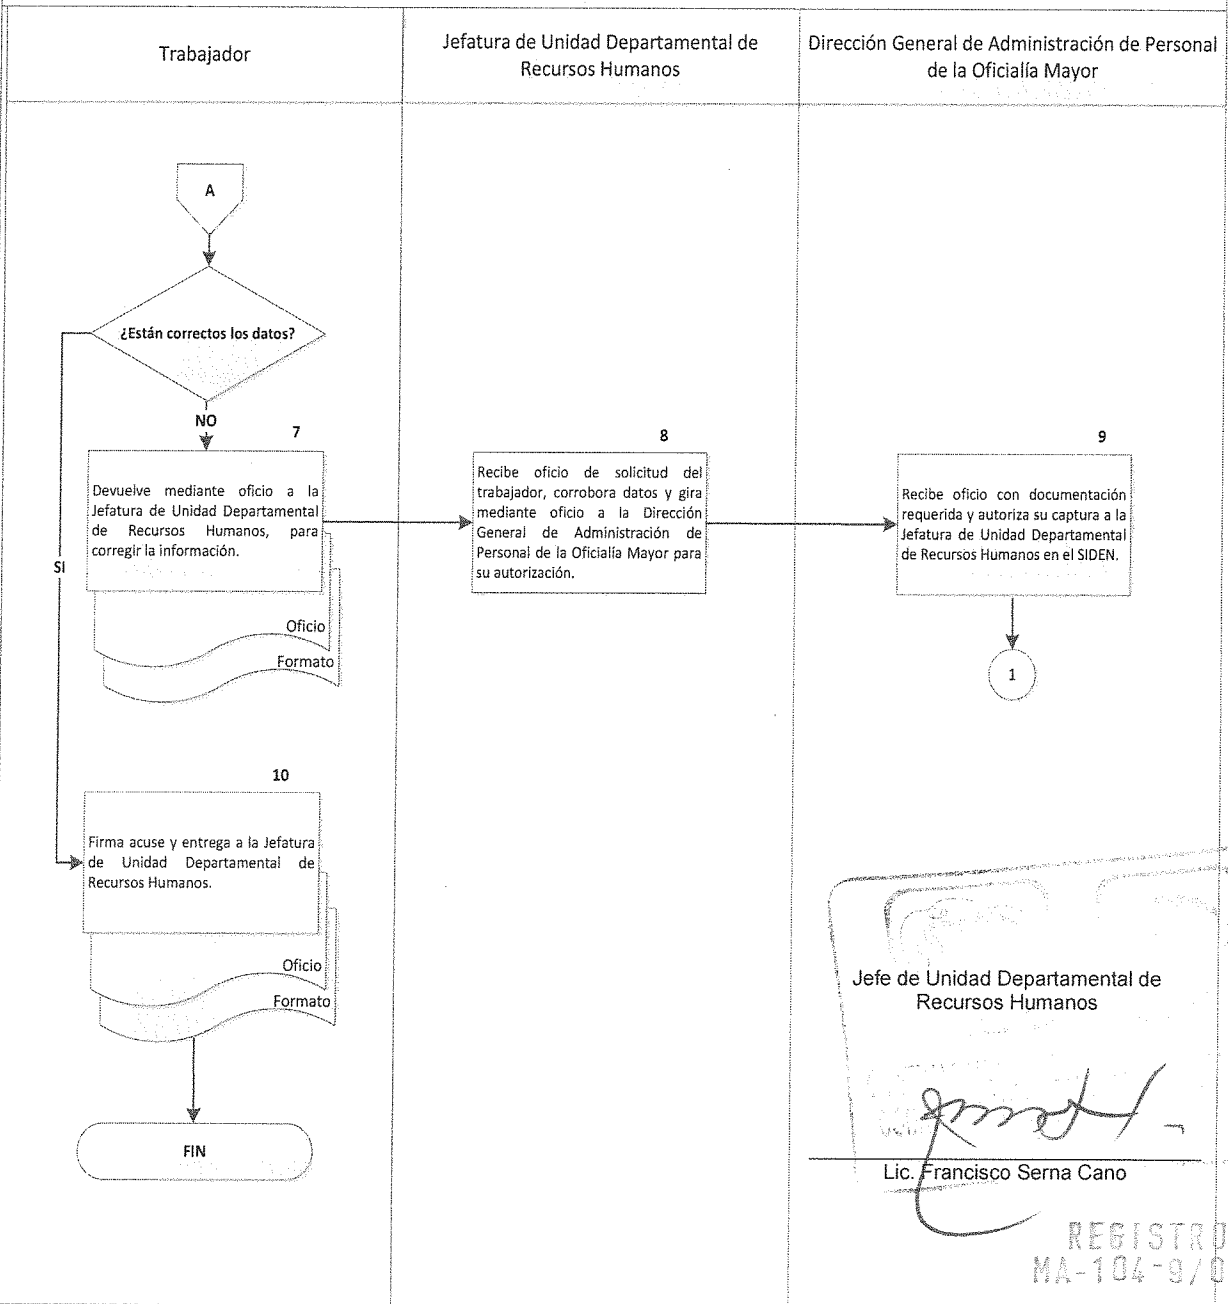 Trabajador
Jefatura de Unidad Departamental de
Recursos Humanos
Dirección General de Administración de Personal
de la Oficialía Mayor
A
¿Están correctos los datos?
NO
SI
7
Devuelve mediante oficio a la
Jefatura de Unidad Departamental
de Recursos Humanos, para
corregir la información.
Oficio
Formato
8
Recibe oficio de solicitud del
trabajador, corrobora datos y gira
mediante oficio a la Dirección
General de Administración de
Personal de la Oficialía Mayor para
su autorización.
9
Recibe oficio con documentación
requerida y autoriza su captura a la
Jefatura de Unidad Departamental
de Recursos Humanos en el SIDEN.
1
10
Firma acuse y entrega a la Jefatura
de Unidad Departamental de
Recursos Humanos.
Oficio
Formato
FIN
Jefe de Unidad Departamental de
Recursos Humanos
Lic. Francisco Serna Cano
REGISTRO
MA-104-9/0